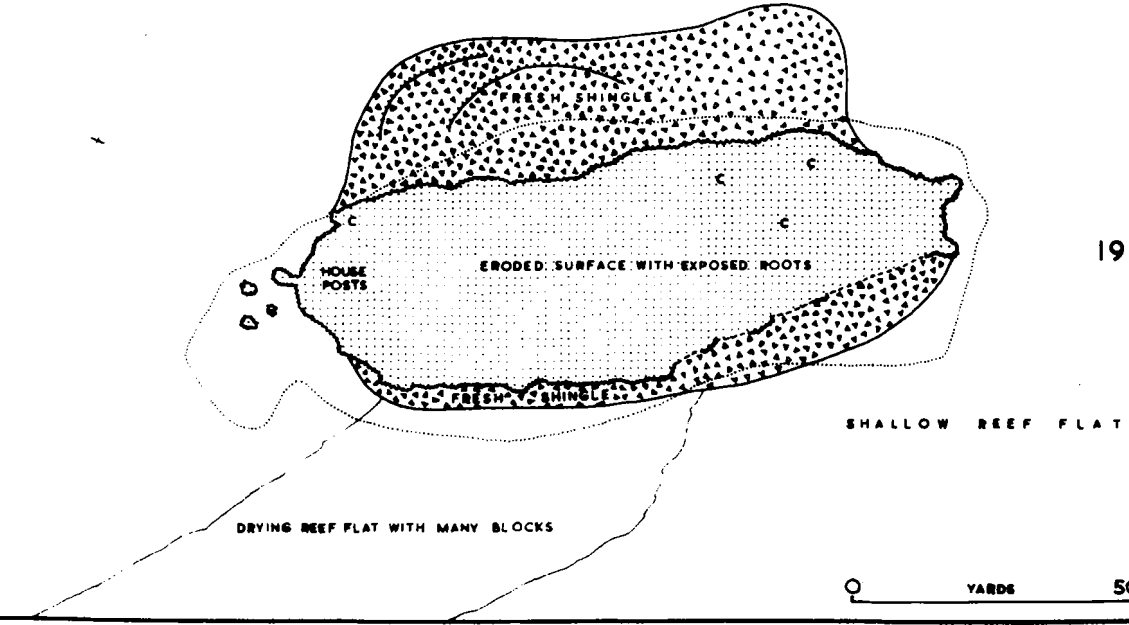 FRESH SHINGLE
C
C
C
C
19
ERODED SURFACE WITH EXPOSED ROOTS
HOUSE
POSTS
FRESH SHINGLE
SHALLOW REEF FLAT
DRYING REEF FLAT WITH MANY BLOCKS
O
YARDS
50